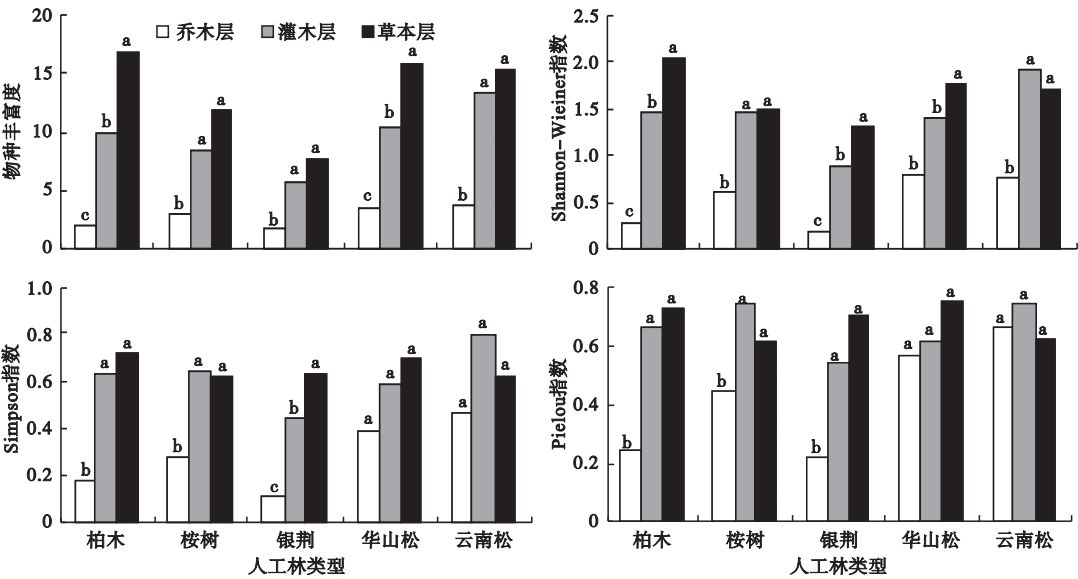 物种丰富度
20
15
10
5
0
乔木层 灌木层 草本层
c b a
b a a
b a a
c b a
b a a
Shannon-Wieiner指数
2.5
2.0
1.5
1.0
0.5
0
c b a
b a a
c b a
b b a
b a a
Simpson指数
1.0
0.8
0.6
0.4
0.2
0
b a a
b a a
c b a
a a a
a a a
柏木 桉树 银荆 华山松 云南松
人工林类型
Pielou指数
0.8
0.6
0.4
0.2
0
b a a
b a a
b a a
a a a
a a a
柏木 桉树 银荆 华山松 云南松
人工林类型